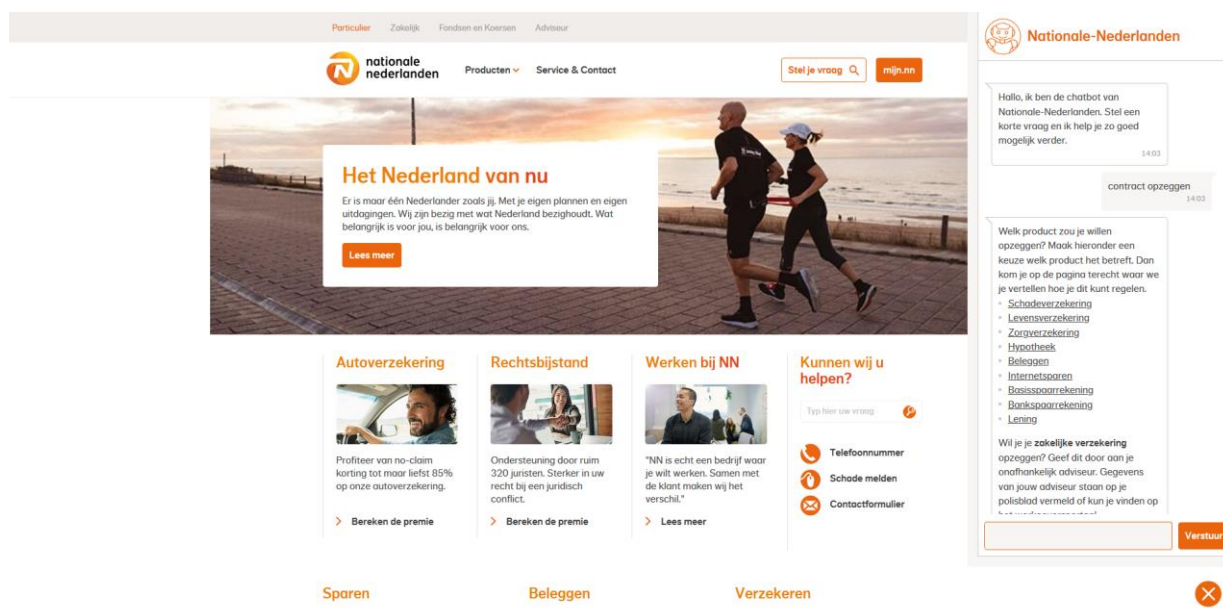 Particulier Zakelijk Fondsen en Koersen Adviseur
nationale
nederlanden
Producten Service & Contact
Stel je vraag
mijn.nn
Het Nederland van nu
Er is maar één Nederlander zoals jij. Met je eigen plannen en eigen
uitdagingen. Wij zijn bezig met wat Nederland bezighoudt. Wat
belangrijk is voor jou, is belangrijk voor ons.
Lees meer
Autoverzekering
Profiteer van no-claim
korting tot maar liefst 85%
op onze autoverzekering.
Bereken de premie
Rechtsbijstand
Ondersteuning door ruim
320 juristen. Sterker in uw
recht bij een juridisch
conflict.
Bereken de premie
Werken bij NN
"NN is echt een bedrijf waar
je wilt werken. Samen met
de klant maken wij het
verschil."
Lees meer
Kunnen wij u
helpen?
Typ hier uw vraag
Telefoonnummer
Schade melden
Contactformulier
Sparen
Beleggen
Verzekeren
Nationale-Nederlanden
Hallo, ik ben de chatbot van
Nationale-Nederlanden. Stel een
korte vraag en ik help je zo goed
mogelijk verder.
14:03
contract opzeggen
14:03
Welk product zou je willen
opzeggen? Maak hieronder een
keuze welk product het betreft. Dan
kom je op de pagina terecht waar we
je vertellen hoe je dit kunt regelen.
Schadeverzekering
Levensverzekering
Zorgverzekering
Hypotheek
Beleggen
Internetsparen
Basisspaarrekening
Bankspaarrekening
Lening
Wil je je zakelijke verzekering
opzeggen? Geef dit door aan je
onafhankelijk adviseur. Gegevens
van jouw adviseur staan op je
polisblad vermeld of kun je vinden op
Verstuur